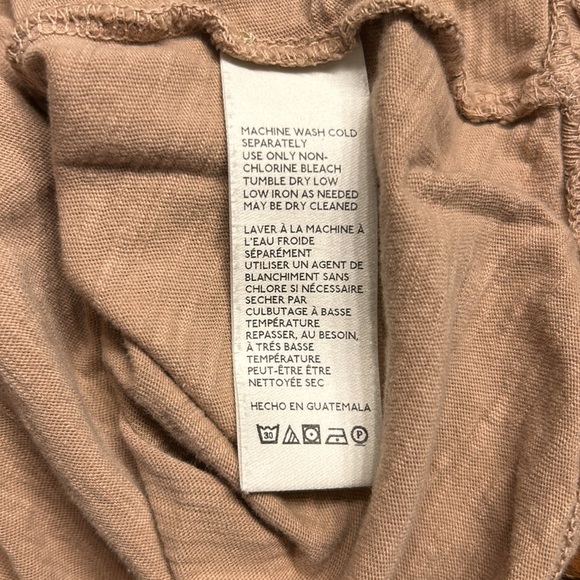 MACHINE WASH COLD
SEPARATELY
USE ONLY NON-
CHLORINE BLEACH
TUMBLE DRY LOW
LOW IRON AS NEEDED
MAY BE DRY CLEANED
LAVER À LA MACHINE À
L'EAU FROIDE
SÉPARÉMENT
UTILISER UN AGENT DE
BLANCHIMENT SANS
CHLORE SI NÉCESSAIRE
SECHER PAR
CULBUTAGE À BASSE
TEMPÉRATURE
REPASSER, AU BESOIN,
À TRÉS BASSE
TEMPÉRATURE
PEUT-ÊTRE ÊTRE
NETTOYÉE SEC
HECHO EN GUATEMALA
30 P